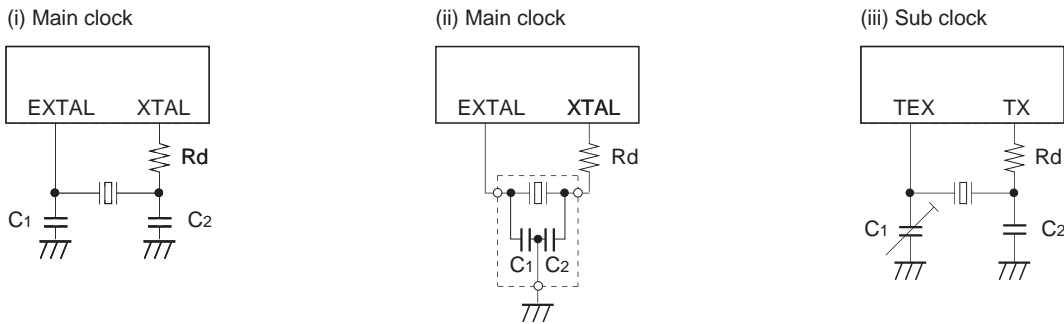 (i) Main clock
EXTAL XTAL
Rd
C1 C2
(ii) Main clock
EXTAL XTAL
Rd
C1 C2
(iii) Sub clock
TEX TX
Rd
C1 C2